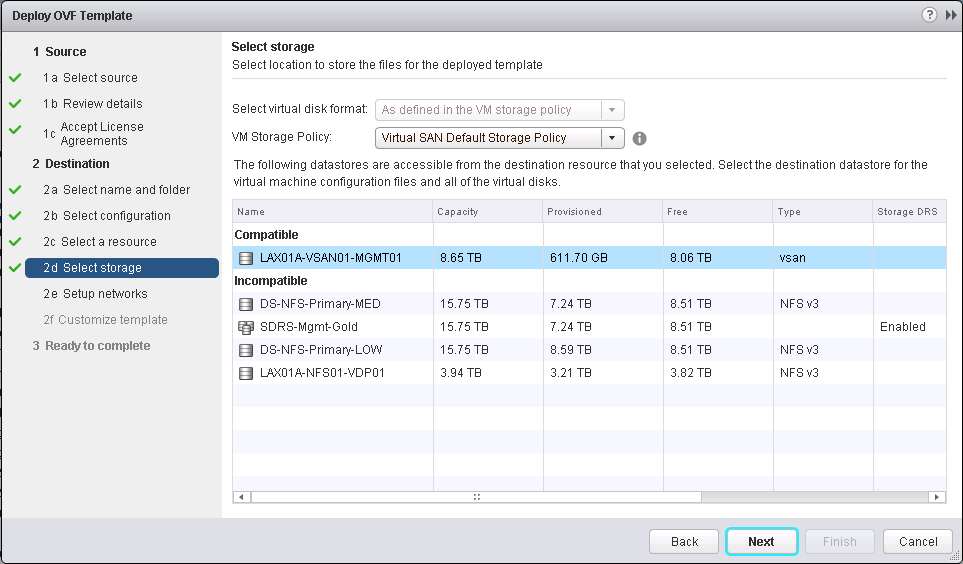 Deploy OVF Template
1 Source
1a Select source
1b Review details
1c Accept License
Agreements
2 Destination
2a Select name and folder
2b Select configuration
2c Select a resource
2d Select storage
2e Setup networks
2f Customize template
3 Ready to complete
Select storage
Select location to store the files for the deployed template
Select virtual disk format: As defined in the VM storage policy
VM Storage Policy: Virtual SAN Default Storage Policy
The following datastores are accessible from the destination resource that you selected. Select the destination datastore for the
virtual machine configuration files and all of the virtual disks.
Name Capacity Provisioned Free Type Storage DRS
Compatible
LAX01A-VSAN01-MGMT01 8.65 TB 611.70 GB 8.06 TB vsan
Incompatible
DS-NFS-Primary-MED 15.75 TB 7.24 TB 8.51 TB NFS v3
SDRS-Mgmt-Gold 15.75 TB 7.24 TB 8.51 TB Enabled
DS-NFS-Primary-LOW 15.75 TB 8.59 TB 8.51 TB NFS v3
LAX01A-NFS01-VDP01 3.94 TB 3.21 TB 3.82 TB NFS v3
Back Next Finish Cancel